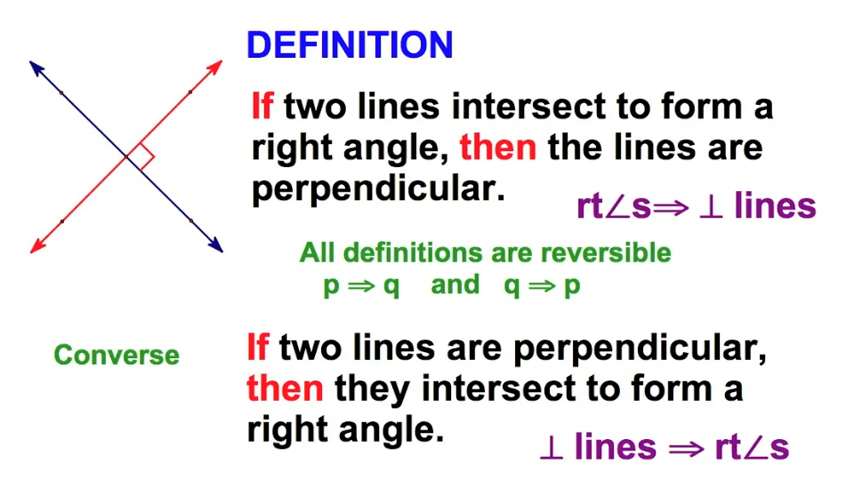 DEFINITION
If two lines intersect to form a
right angle, then the lines are
perpendicular.
rt∠s⇒ ⊥ lines
All definitions are reversible
p ⇒ q and q ⇒ p
Converse
If two lines are perpendicular,
then they intersect to form a
right angle.
⊥ lines ⇒ rt∠s